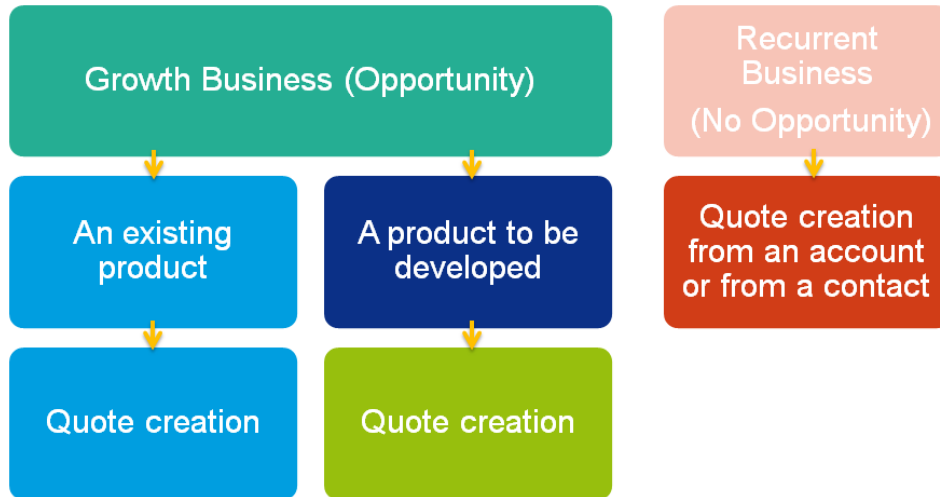 Growth Business (Opportunity)
Recurrent
Business
(No Opportunity)
An existing
product
A product to be
developed
Quote creation
from an account
or from a contact
Quote creation
Quote creation